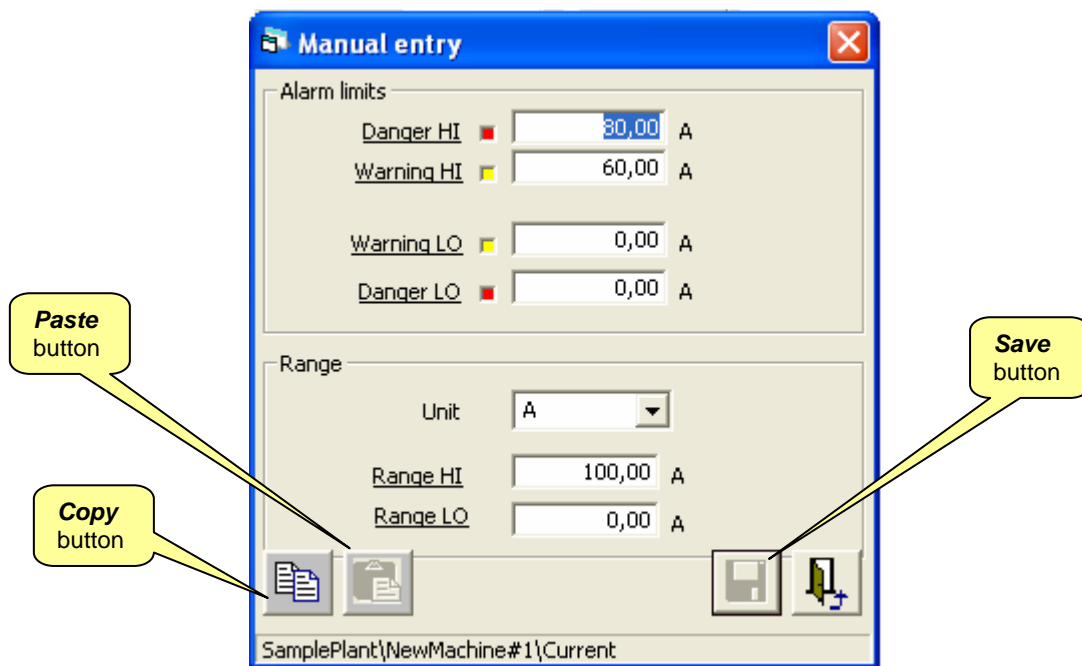 Manual entry
Alarm limits
Danger HI 80,00 A
Warning HI 60,00 A
Warning LO 0,00 A
Danger LO 0,00 A
Paste
button
Save
button
Range
Unit A
Range HI 100,00 A
Range LO 0,00 A
Copy
button
SamplePlant\NewMachine#1\Current